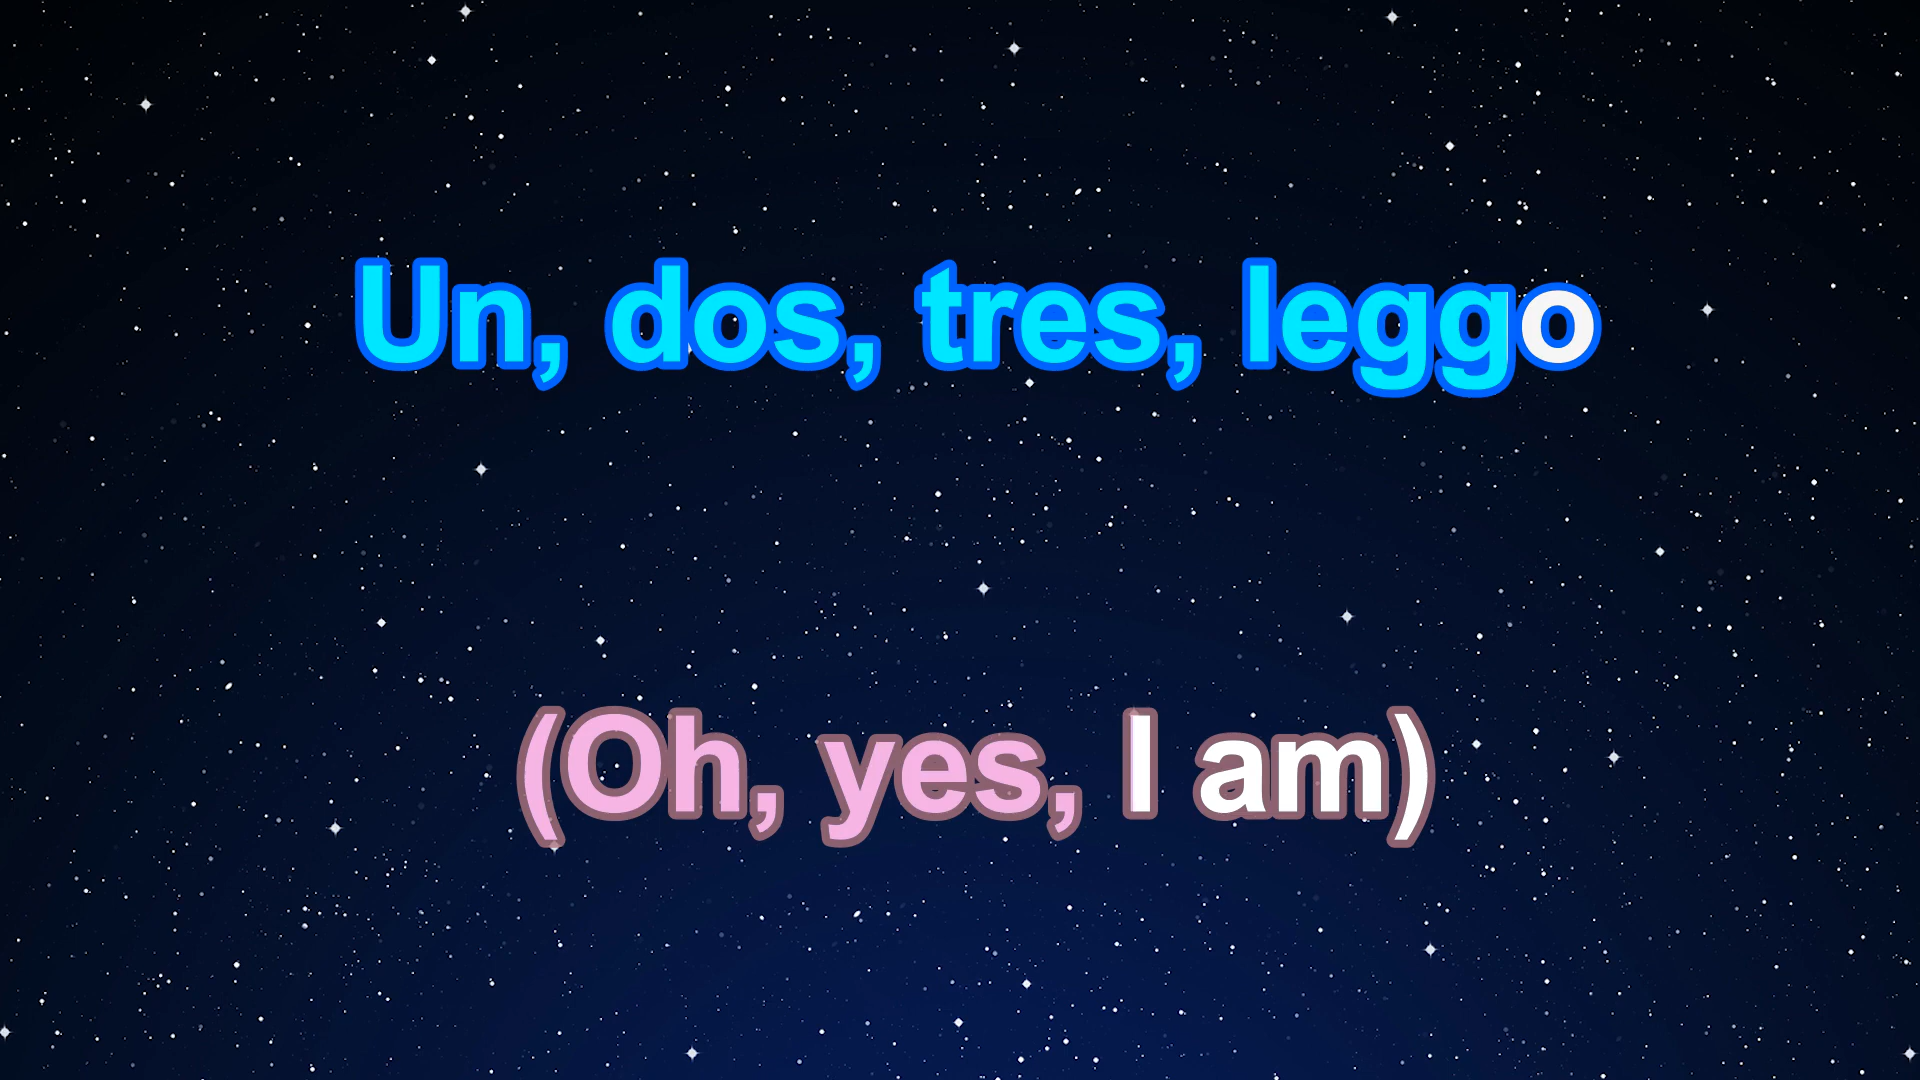 Un, dos, tres, leggo
(Oh, yes, I am)